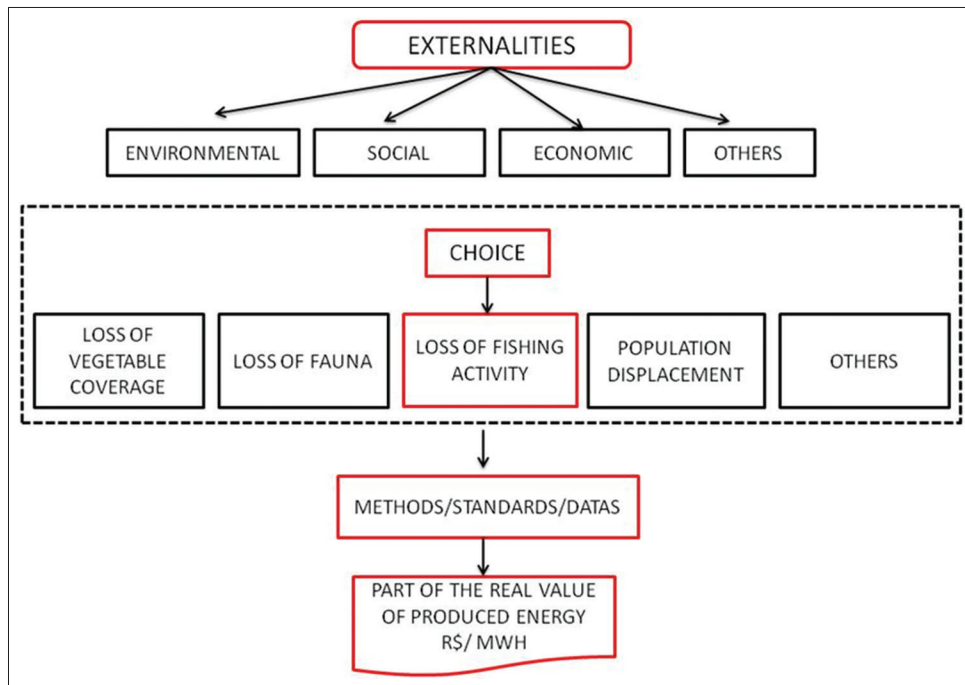 EXTERNALITIES
ENVIRONMENTAL
SOCIAL
ECONOMIC
OTHERS
CHOICE
LOSS OF
VEGETABLE
COVERAGE
LOSS OF FAUNA
LOSS OF FISHING
ACTIVITY
POPULATION
DISPLACEMENT
OTHERS
METHODS/STANDARDS/DATAS
PART OF THE REAL VALUE
OF PRODUCED ENERGY
R$/ MWH